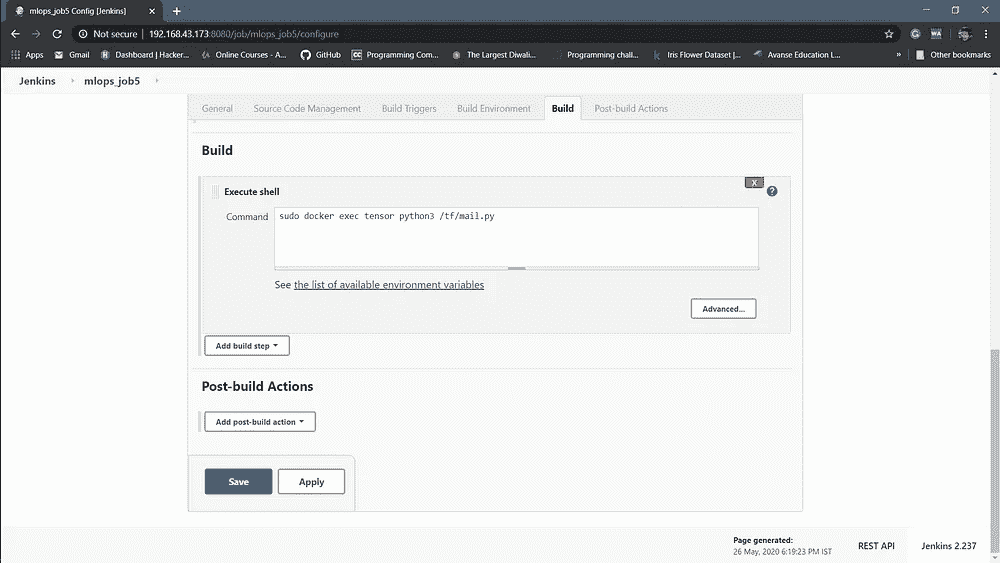 mlops_job5 Config [Jenkins]
Not secure | 192.168.43.173:8080/job/mlops_job5/configure
Apps Gmail Dashboard | Hacker... Online Courses - A... GitHub Programming Com... The Largest Diwali... Programming chall... Iris Flower Dataset |... Avanse Education L... » Other bookmarks
Jenkins mlops_job5
General Source Code Management Build Triggers Build Environment Build Post-build Actions
Build
X
Execute shell
Command sudo docker exec tensor python3 /tf/mail.py
See the list of available environment variables
Advanced...
Add build step
Post-build Actions
Add post-build action
Save Apply
Page generated:
26 May, 2020 6:19:23 PM IST
REST API Jenkins 2.237